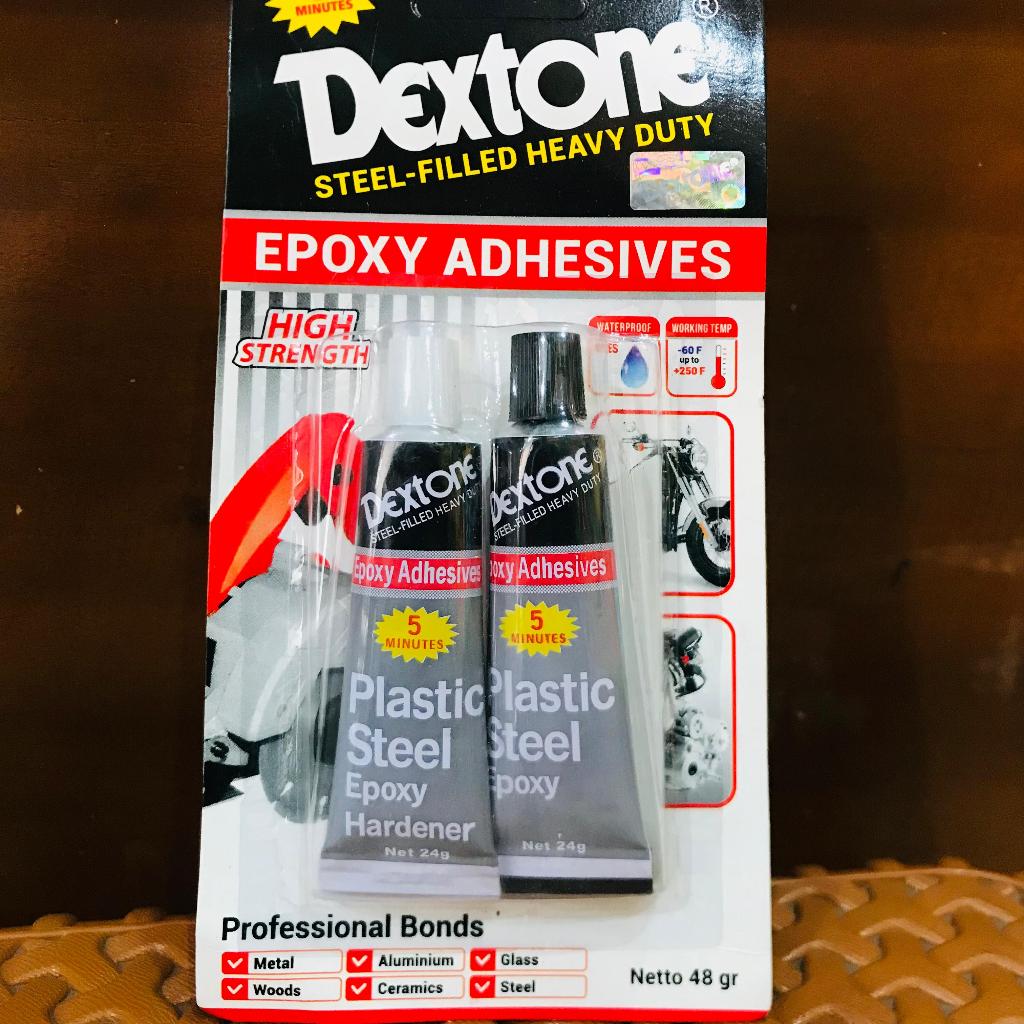 MINUTES
Dextone®
STEEL-FILLED HEAVY DUTY
EPOXY ADHESIVES
HIGH
STRENGTH
WATERPROOF
WORKING TEMP
-60 F
up to
+250 F
Dextone
STEEL-FILLED HEAVY
Epoxy Adhesives
5
MINUTES
Plastic
Steel
Epoxy
Hardener
Net 24g
Dextone®
STEEL-FILLED HEAVY DUTY
Adhesives
5
MINUTES
Plastic
Steel
Epoxy
Net 24g
Professional Bonds
Metal
Aluminium
Glass
Woods
Ceramics
Steel
Netto 48 gr